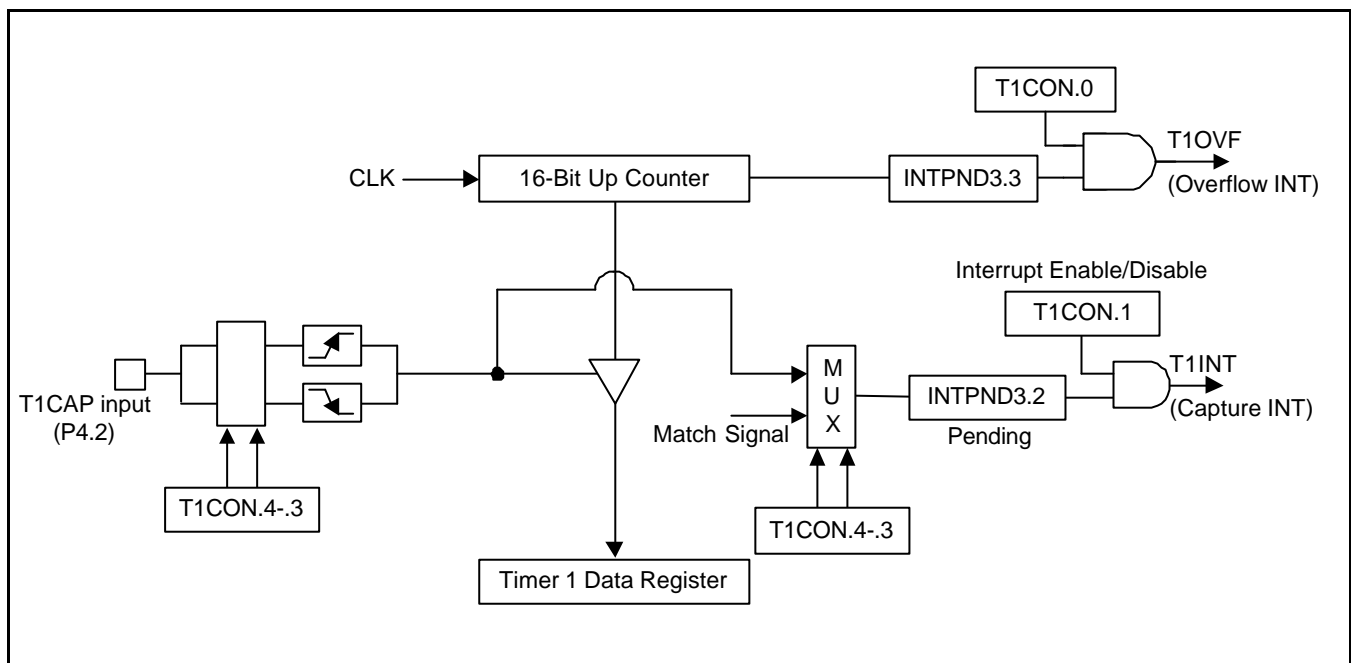 T1CON.0
T1OVF
CLK
16-Bit Up Counter
INTPND3.3
(Overflow INT)
Interrupt Enable/Disable
T1CON.1
T1INT
T1CAP input
(P4.2)
M
U
X
INTPND3.2
(Capture INT)
Match Signal
Pending
T1CON.4-.3
T1CON.4-.3
Timer 1 Data Register